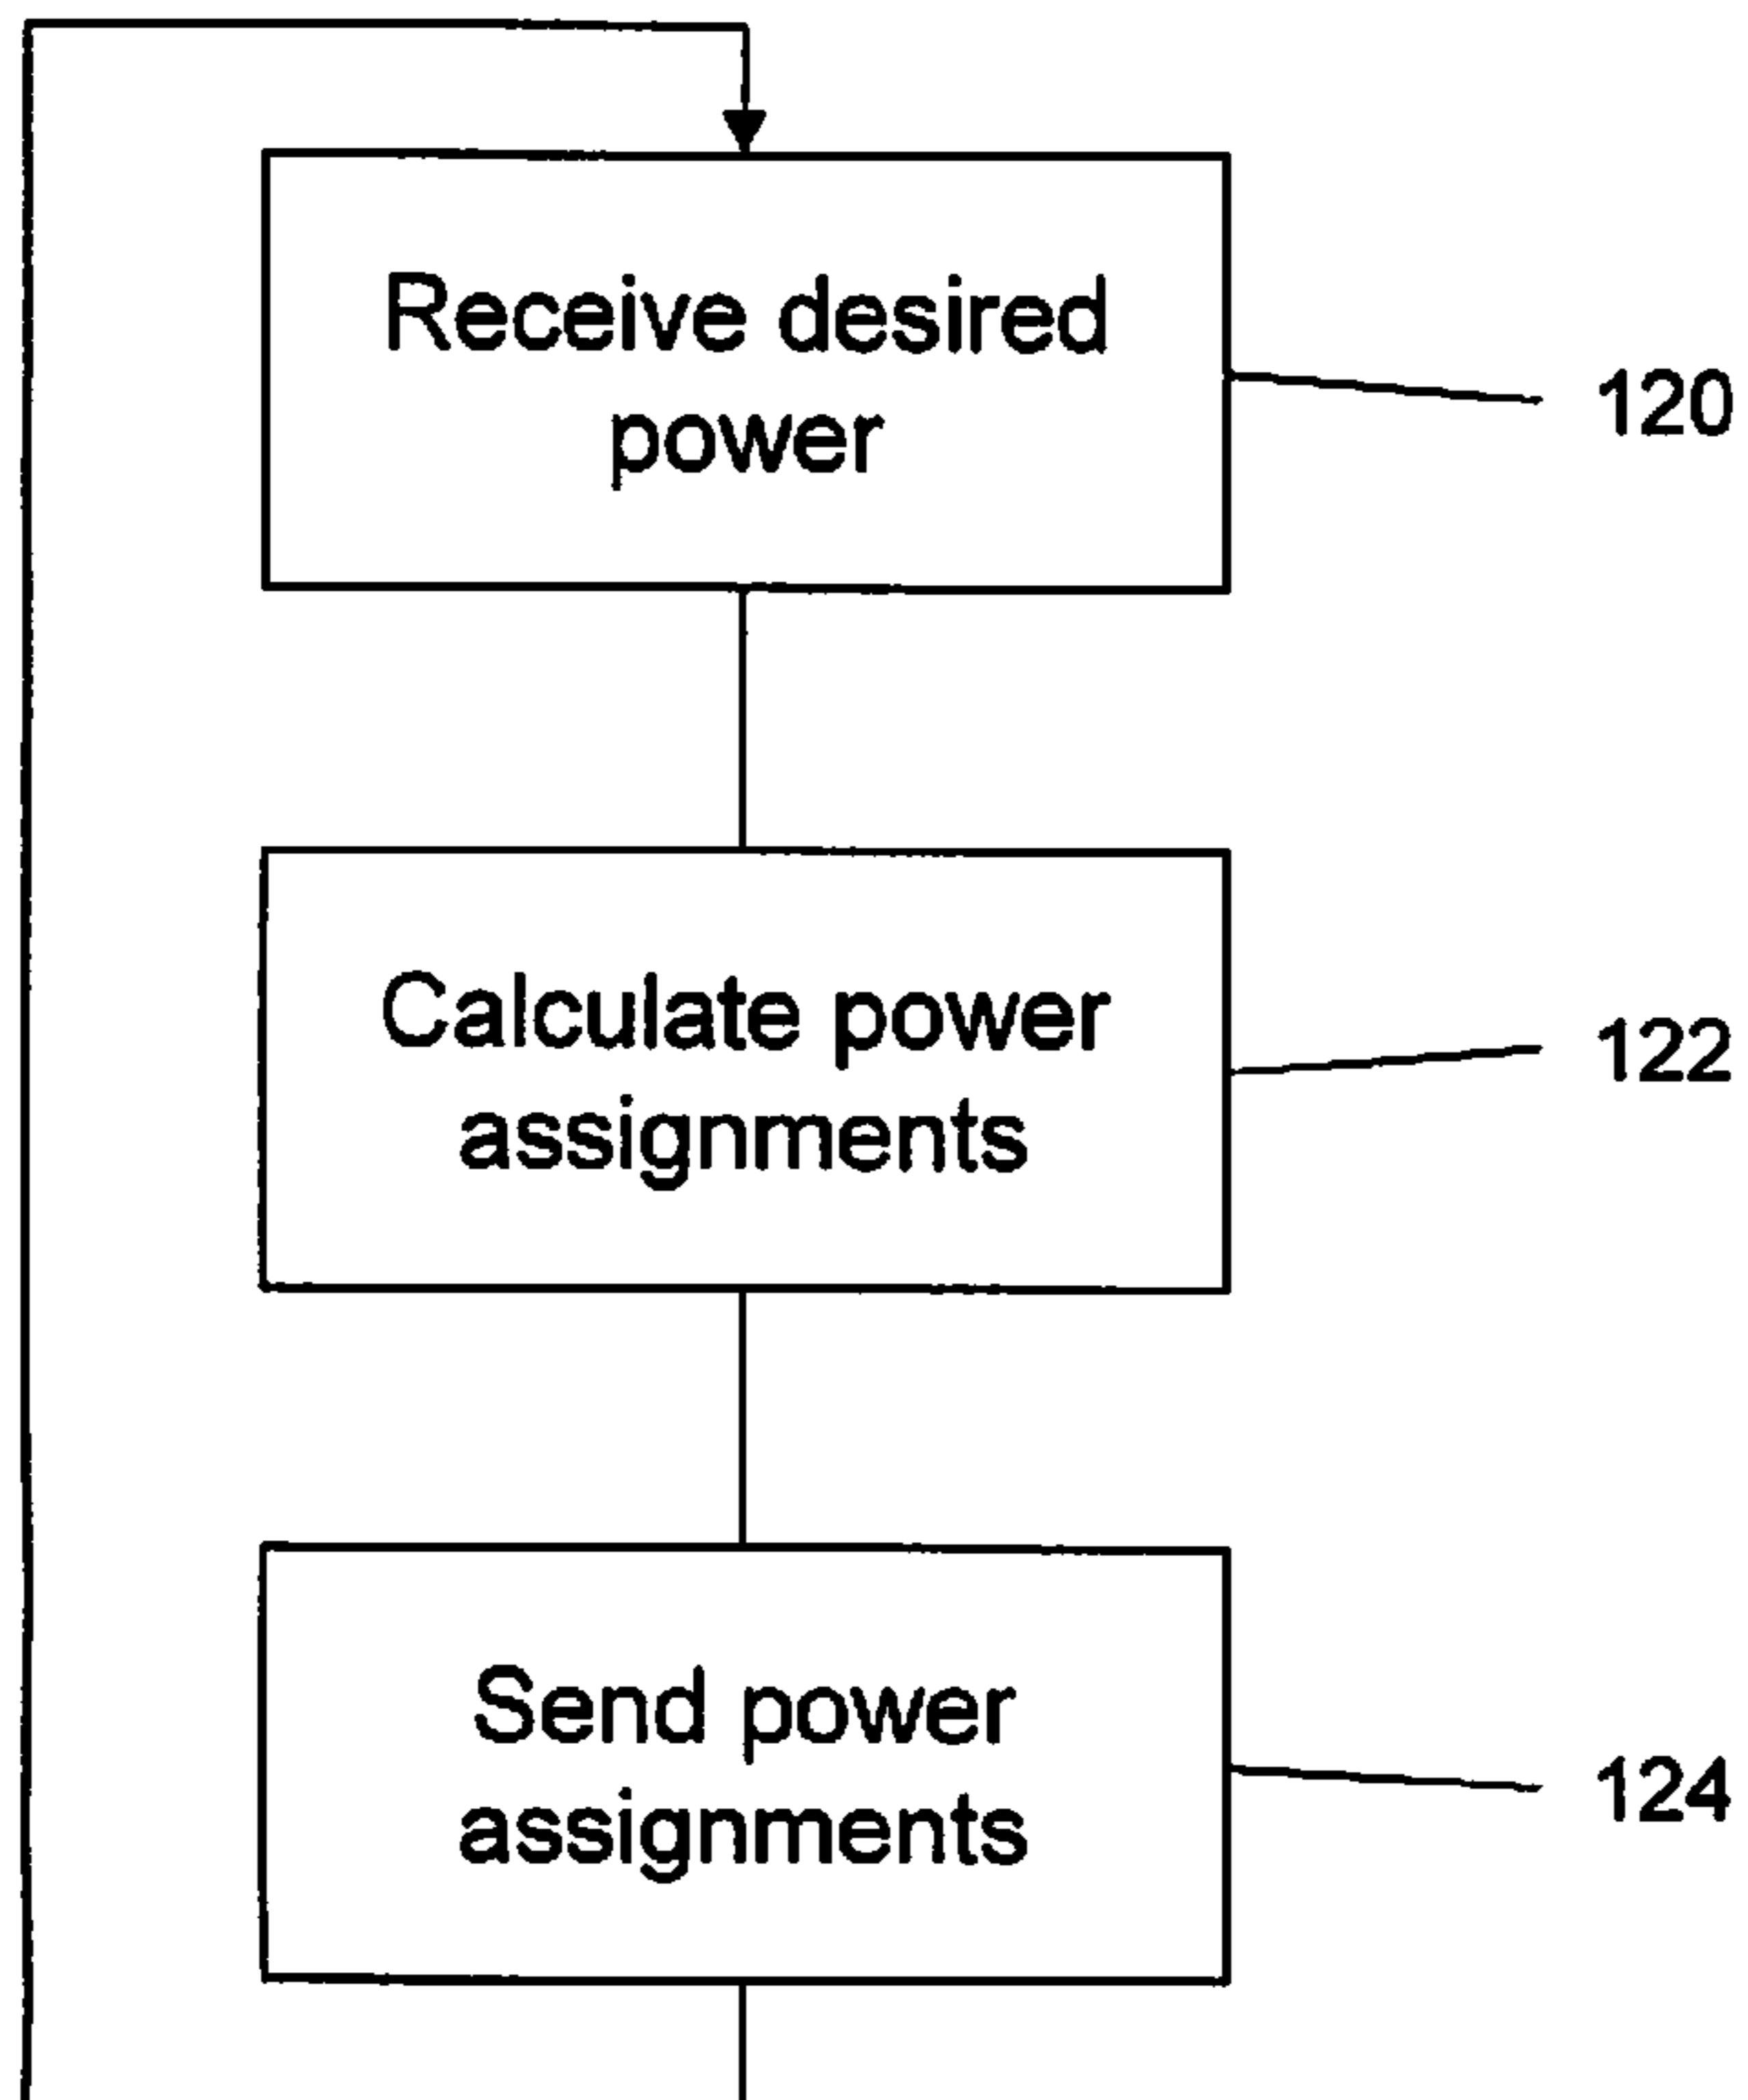 Receive desired
power
120
Calculate power
assignments
122
Send power
assignments
124